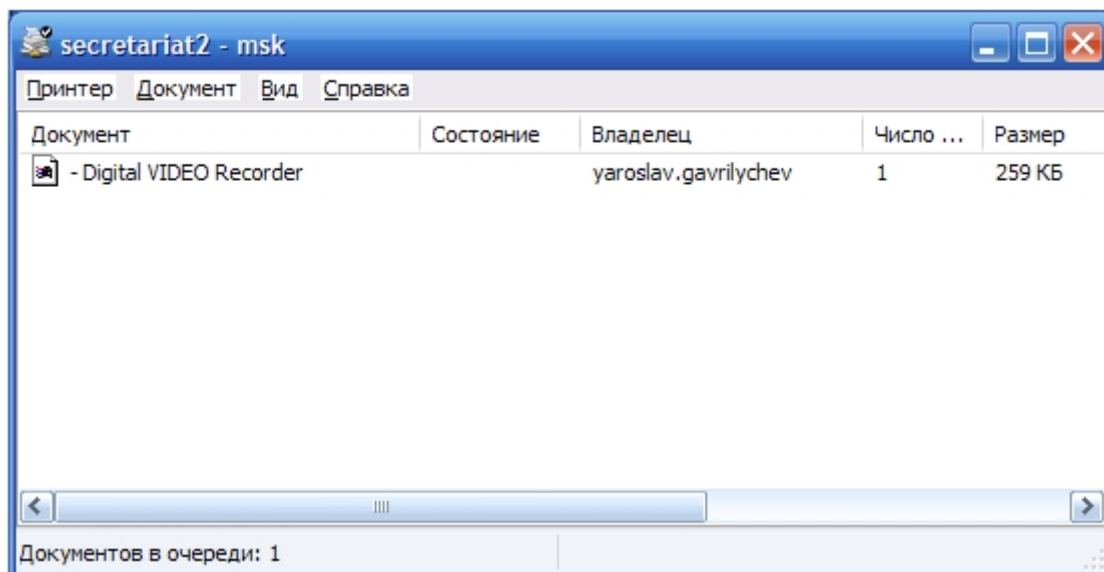 secretariat2 - msk
Принтер Документ Вид Справка
Документ Состояние Владелец Число ... Размер
- Digital VIDEO Recorder yaroslav.gavrilychev 1 259 КБ
Документов в очереди: 1